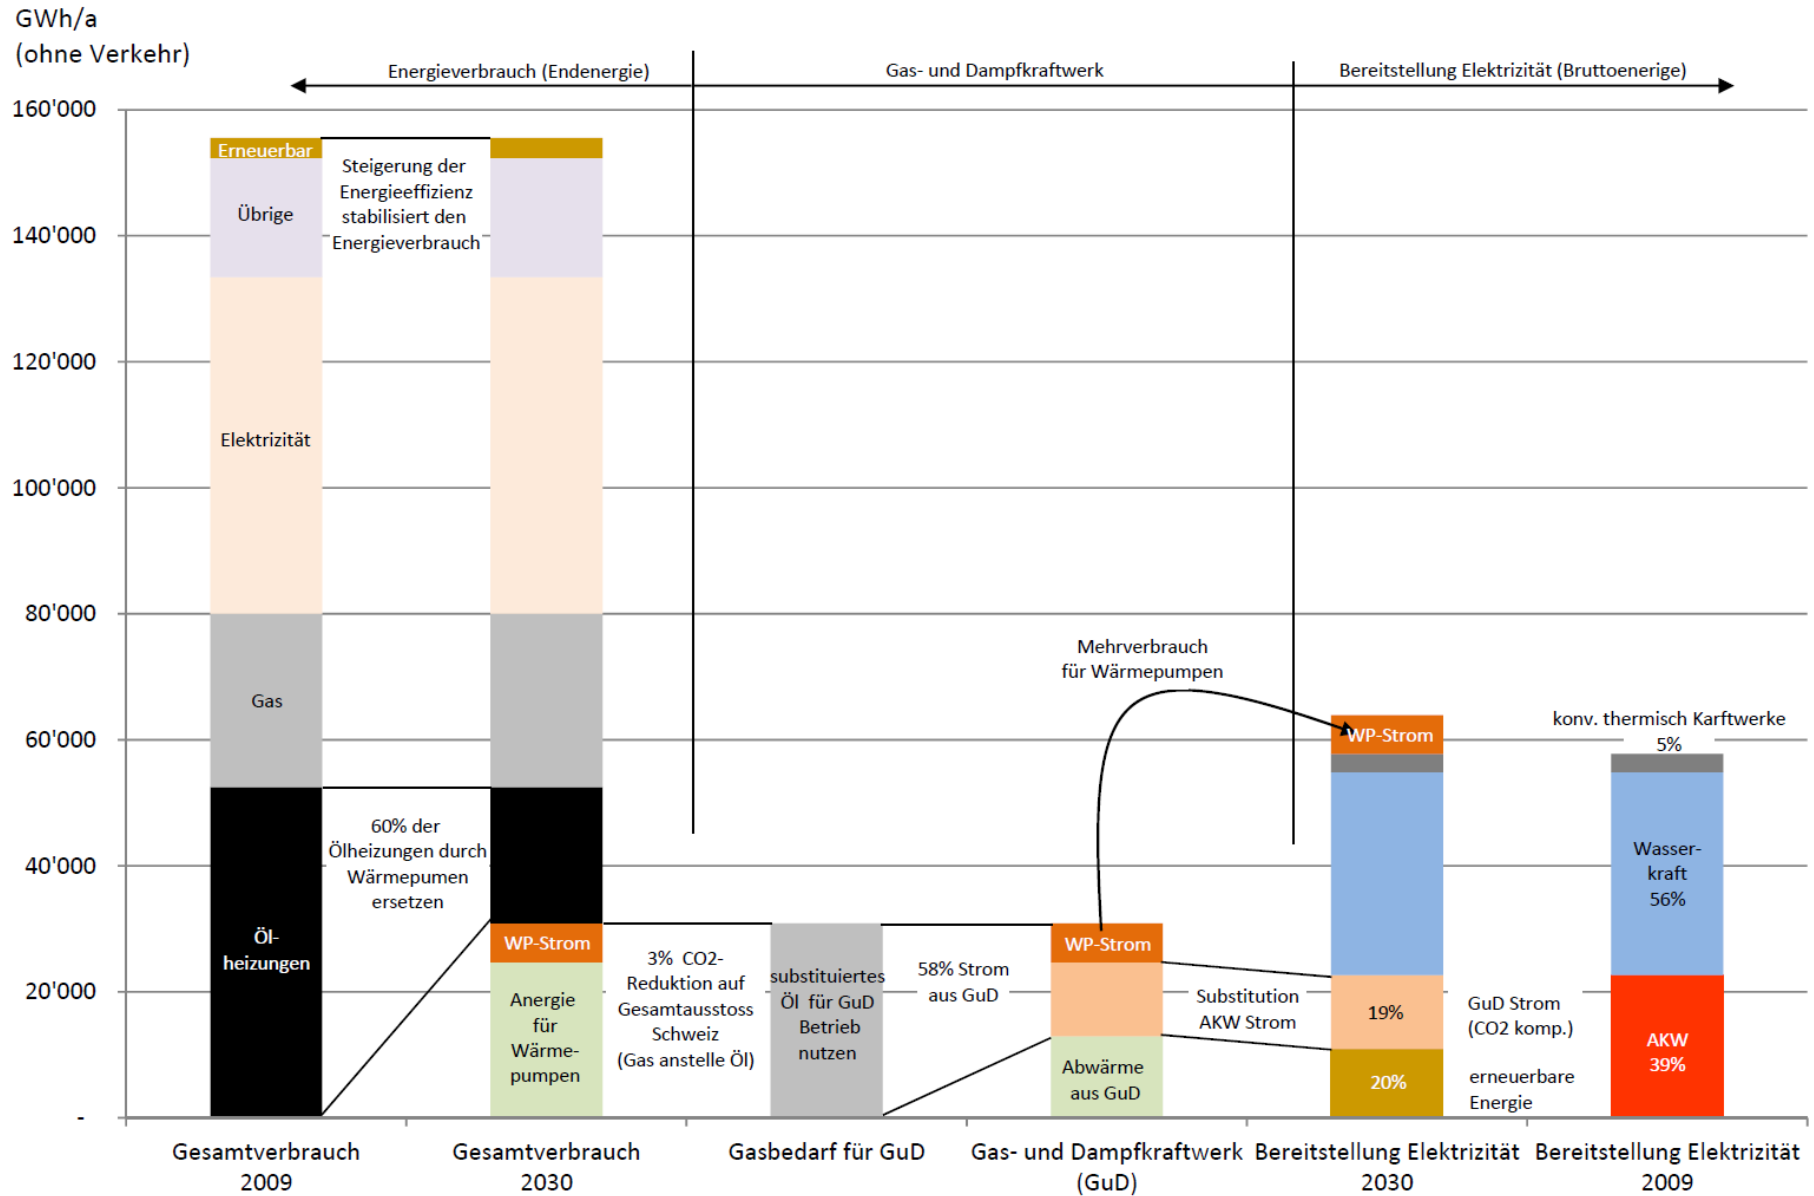 GWh/a
(ohne Verkehr)
Energieverbrauch (Endenergie)
Gas- und Dampfkraftwerk
Bereitstellung Elektrizität (Bruttoenerige)
160'000
140'000
120'000
100'000
80'000
60'000
40'000
20'000
-
Erneuerbar
Übrige
Elektrizität
Gas
Öl-
heizungen
Steigerung der
Energieeffizienz
stabilisiert den
Energieverbrauch
60% der
Ölheizungen durch
Wärmepumen
ersetzen
WP-Strom
Anergie
für
Wärme-
pumpen
3% CO2-
Reduktion auf
Gesamtausstoss
Schweiz
(Gas anstelle Öl)
substituiertes
Öl für GuD
Betrieb
nutzen
58% Strom
aus GuD
Mehrverbrauch
für Wärmepumpen
WP-Strom
Abwärme
aus GuD
Substitution
AKW Strom
WP-Strom
19%
20%
GuD Strom
(CO2 komp.)
erneuerbare
Energie
konv. thermisch Karftwerke
5%
Wasser-
kraft
56%
AKW
39%
Gesamtverbrauch
2009
Gesamtverbrauch
2030
Gasbedarf für GuD
Gas- und Dampfkraftwerk
(GuD)
Bereitstellung Elektrizität
2030
Bereitstellung Elektrizität
2009